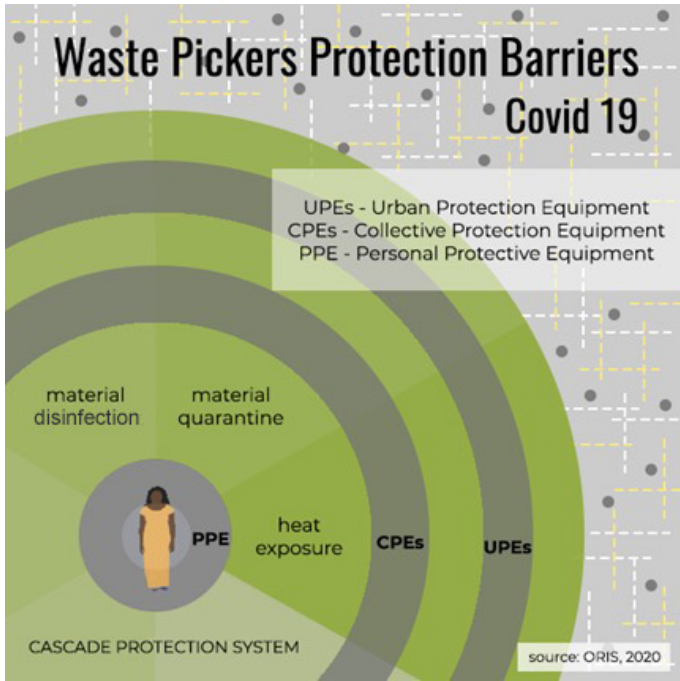 Waste Pickers Protection Barriers
Covid 19
UPEs - Urban Protection Equipment
CPEs - Collective Protection Equipment
PPE - Personal Protective Equipment
material
disinfection
material
quarantine
PPE
heat
exposure
CPEs
UPEs
CASCADE PROTECTION SYSTEM
source: ORIS, 2020